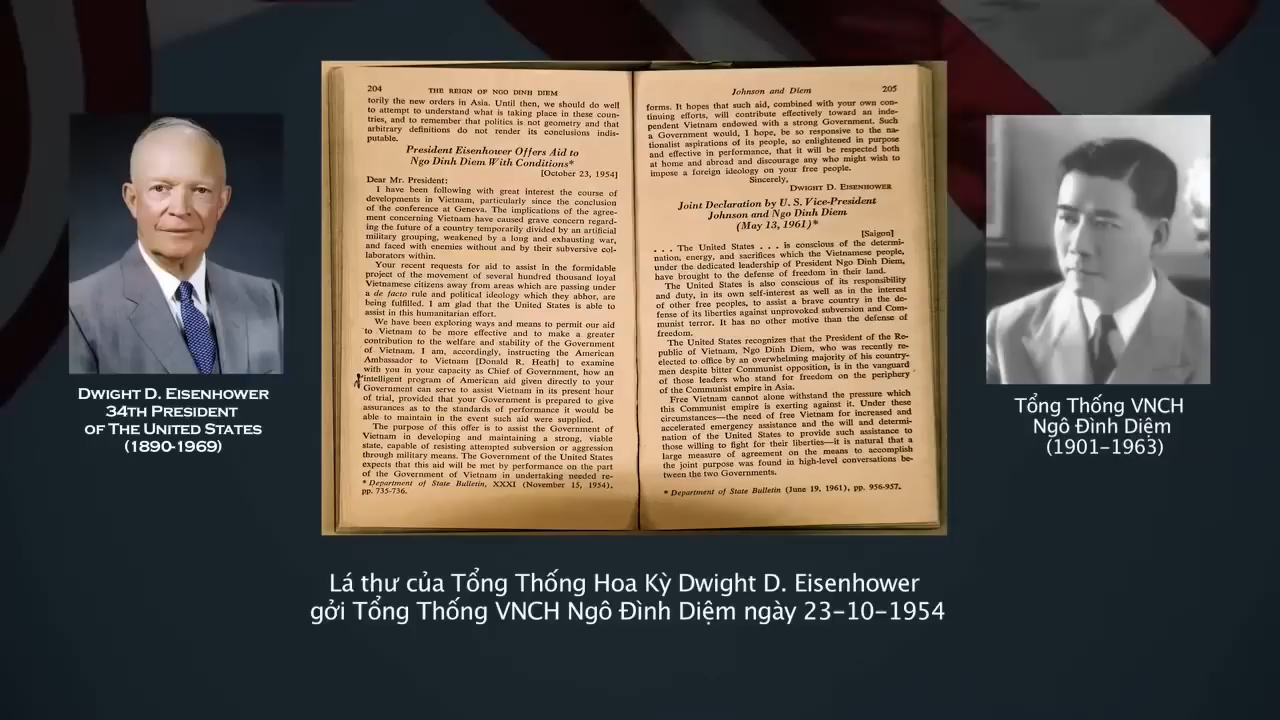 DWIGHT D. EISENHOWER
34TH PRESIDENT
OF THE UNITED STATES
(1890-1969)
204 THE REIGN OF NGO DINH DIEM
torily the new orders in Asia. Until then, we should do well
to attempt to understand what is taking place in these coun-
tries, and to remember that politics is not geometry and that
arbitrary definitions do not render its conclusions indis-
putable.
President Eisenhower Offers Aid to
Ngo Dinh Diem With Conditions*
[October 23, 1954]
Dear Mr. President:
I have been following with great interest the course of
developments in Vietnam, particularly since the conclusion
of the conference at Geneva. The implications of the agree-
ment concerning Vietnam have caused grave concern regard-
ing the future of a country temporarily divided by an artificial
military grouping, weakened by a long and exhausting war,
and faced with enemies without and by their subversive col-
laborators within.
Your recent requests for aid to assist in the formidable
project of the movement of several hundred thousand loyal
Vietnamese citizens away from areas which are passing under
a de facto rule and political ideology which they abhor, are
being fulfilled. I am glad that the United States is able to
assist in this humanitarian effort.
We have been exploring ways and means to permit our aid
to Vietnam to be more effective and to make a greater
contribution to the welfare and stability of the Government
of Vietnam. I am, accordingly, instructing the American
Ambassador to Vietnam [Donald R. Heath] to examine
with you in your capacity as Chief of Government, how an
intelligent program of American aid given directly to your
Government can serve to assist Vietnam in its present hour
of trial, provided that your Government is prepared to give
assurances as to the standards of performance it would be
able to maintain in the event such aid were supplied.
The purpose of this offer is to assist the Government of
Vietnam in developing and maintaining a strong, viable
state, capable of resisting attempted subversion or aggression
through military means. The Government of the United States
expects that this aid will be met by performance on the part
of the Government of Vietnam in undertaking needed re-
* Department of State Bulletin, XXXI (November 15, 1954),
pp. 735-736.
Johnson and Diem 205
forms. It hopes that such aid, combined with your own con-
tinuing efforts, will contribute effectively toward an inde-
pendent Vietnam endowed with a strong Government. Such
a Government would, I hope, be so responsive to the na-
tionalist aspirations of its people, so enlightened in purpose
and effective in performance, that it will be respected both
at home and abroad and discourage any who might wish to
impose a foreign ideology on your free people.
Sincerely,
DWIGHT D. EISENHOWER
Joint Declaration by U. S. Vice-President
Johnson and Ngo Dinh Diem
(May 13, 1961)*
[Saigon]
. . . The United States . . . is conscious of the determi-
nation, energy, and sacrifices which the Vietnamese people,
under the dedicated leadership of President Ngo Dinh Diem,
have brought to the defense of freedom in their land.
The United States is also conscious of its responsibility
and duty, in its own self-interest as well as in the interest
of other free peoples, to assist a brave country in the de-
fense of its liberties against unprovoked subversion and Com-
munist terror. It has no other motive than the defense of
freedom.
The United States recognizes that the President of the Re-
public of Vietnam, Ngo Dinh Diem, who was recently re-
elected to office by an overwhelming majority of his country-
men despite bitter Communist opposition, is in the vanguard
of those leaders who stand for freedom on the periphery
of the Communist empire in Asia.
Free Vietnam cannot alone withstand the pressure which
this Communist empire is exerting against it. Under these
circumstances—the need of free Vietnam for increased and
accelerated emergency assistance and the will and determi-
nation of the United States to provide such assistance to
those willing to fight for their liberties—it is natural that a
large measure of agreement on the means to accomplish
the joint purpose was found in high-level conversations be-
tween the two Governments.
* Department of State Bulletin (June 19, 1961), pp. 956-957.
Tổng Thống VNCH
Ngô Đình Diệm
(1901-1963)
Lá thư của Tổng Thống Hoa Kỳ Dwight D. Eisenhower
gởi Tổng Thống VNCH Ngô Đình Diệm ngày 23-10-1954